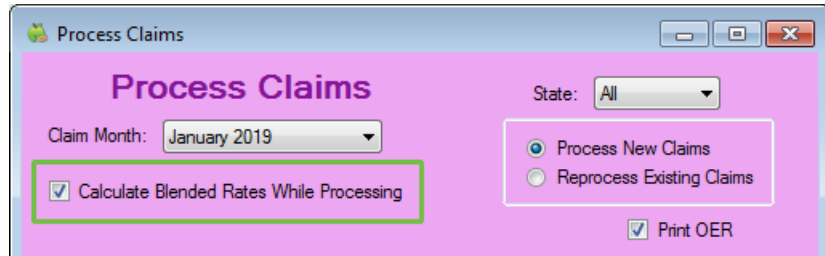 Process Claims
Process Claims
State: All
Claim Month: January 2019
Process New Claims
Calculate Blended Rates While Processing
Reprocess Existing Claims
Print OER